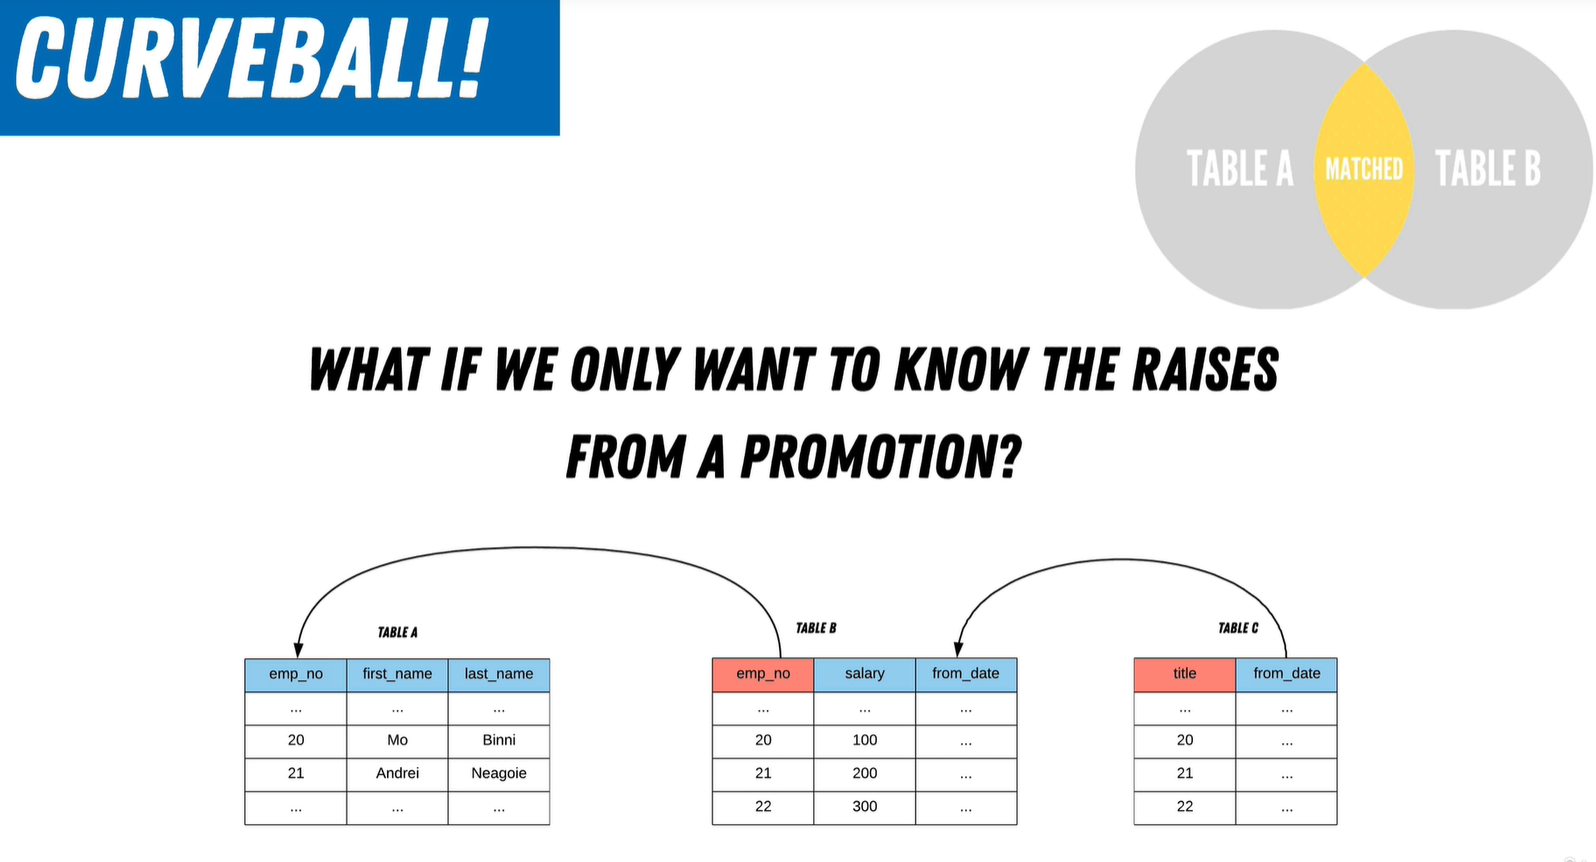 CURVEBALL!
TABLE A MATCHED TABLE B
WHAT IF WE ONLY WANT TO KNOW THE RAISES
FROM A PROMOTION?
TABLE A
emp_no first_name last_name
... ... ...
20 Mo Binni
21 Andrei Neagoie
... ... ...
TABLE B
emp_no salary from_date
... ... ...
20 100 ...
21 200 ...
22 300 ...
TABLE C
title from_date
... ...
20 ...
21 ...
22 ...